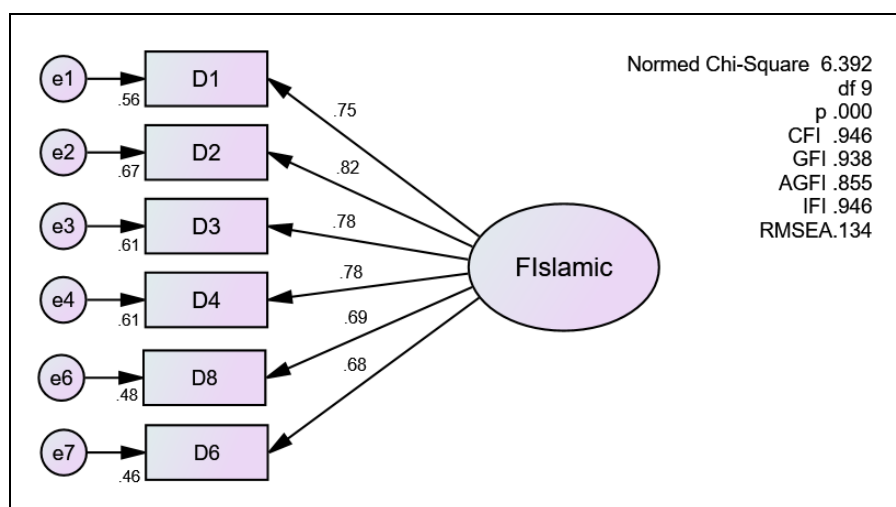 e1
.56
D1
.75
e2
.67
D2
.82
e3
.61
D3
.78
e4
.61
D4
.78
e6
.48
D8
.69
e7
.46
D6
.68
FIslamic
Normed Chi-Square 6.392
df 9
p .000
CFI .946
GFI .938
AGFI .855
IFI .946
RMSEA.134